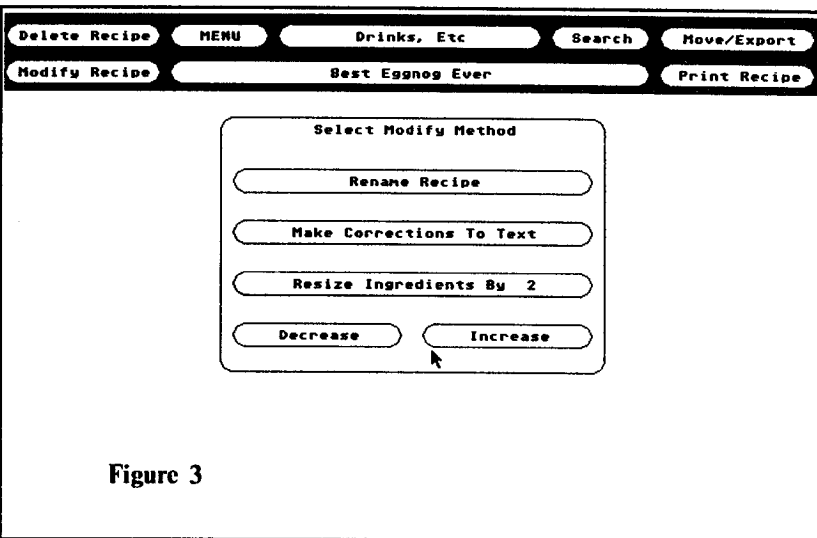 Delete Recipe MENU Drinks, Etc Search Move/Export
Modify Recipe Best Eggnog Ever Print Recipe
Select Modify Method
Rename Recipe
Make Corrections To Text
Resize Ingredients By 2
Decrease Increase
Figure 3